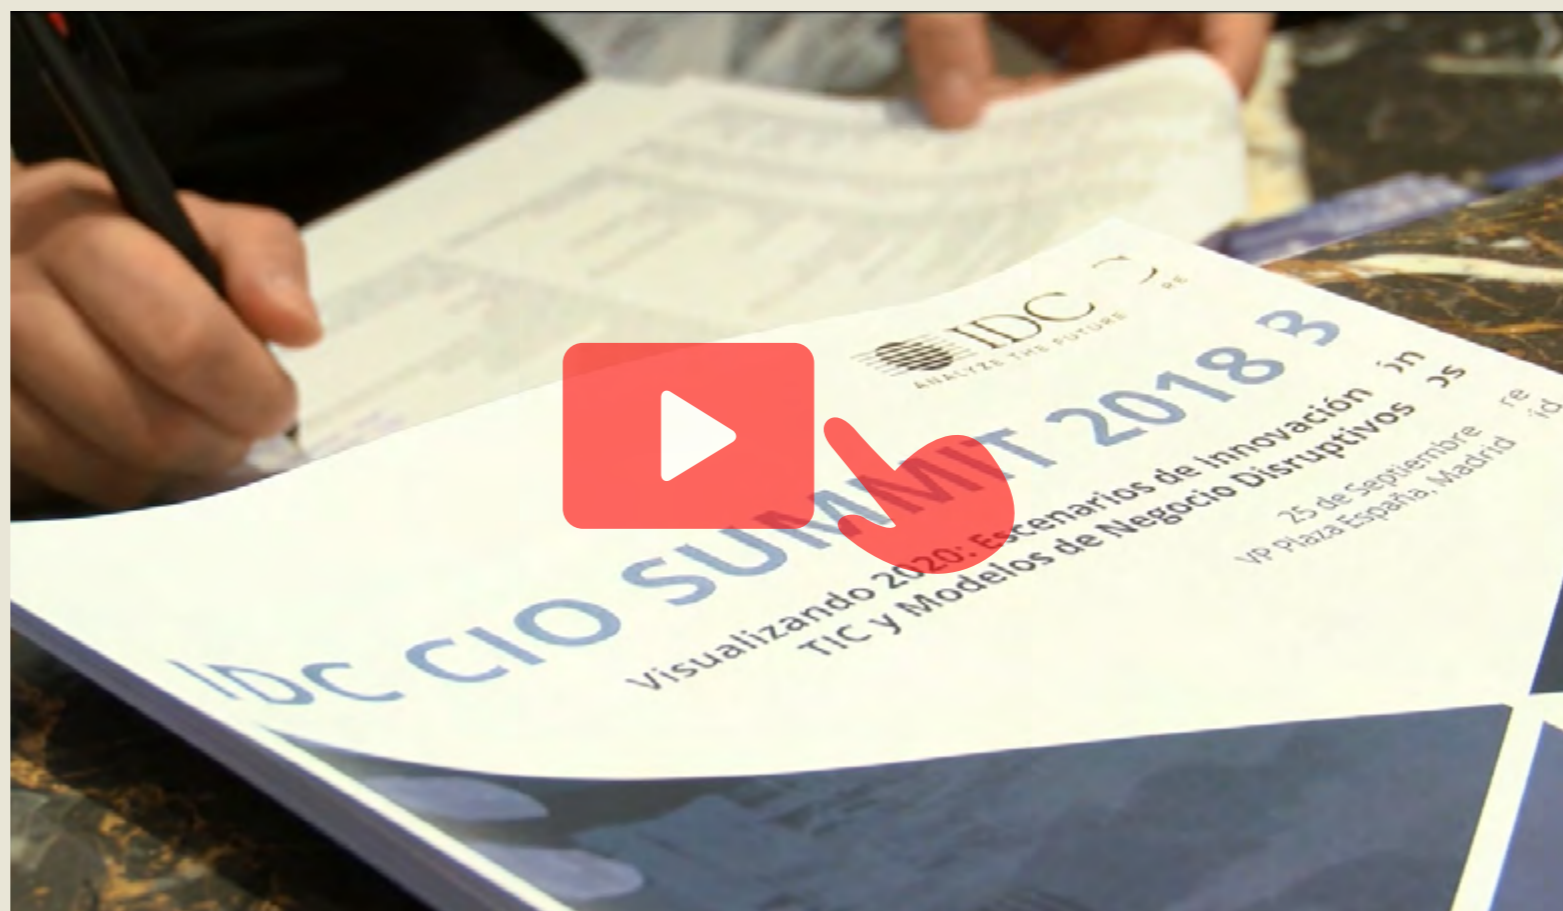 IDC
ANALYZE THE FUTURE
IDC CIO SUMMIT 2018
Visualizando 2020: Escenarios de Innovación
TIC y Modelos de Negocio Disruptivos
25 de Septiembre
VP Plaza España, Madrid